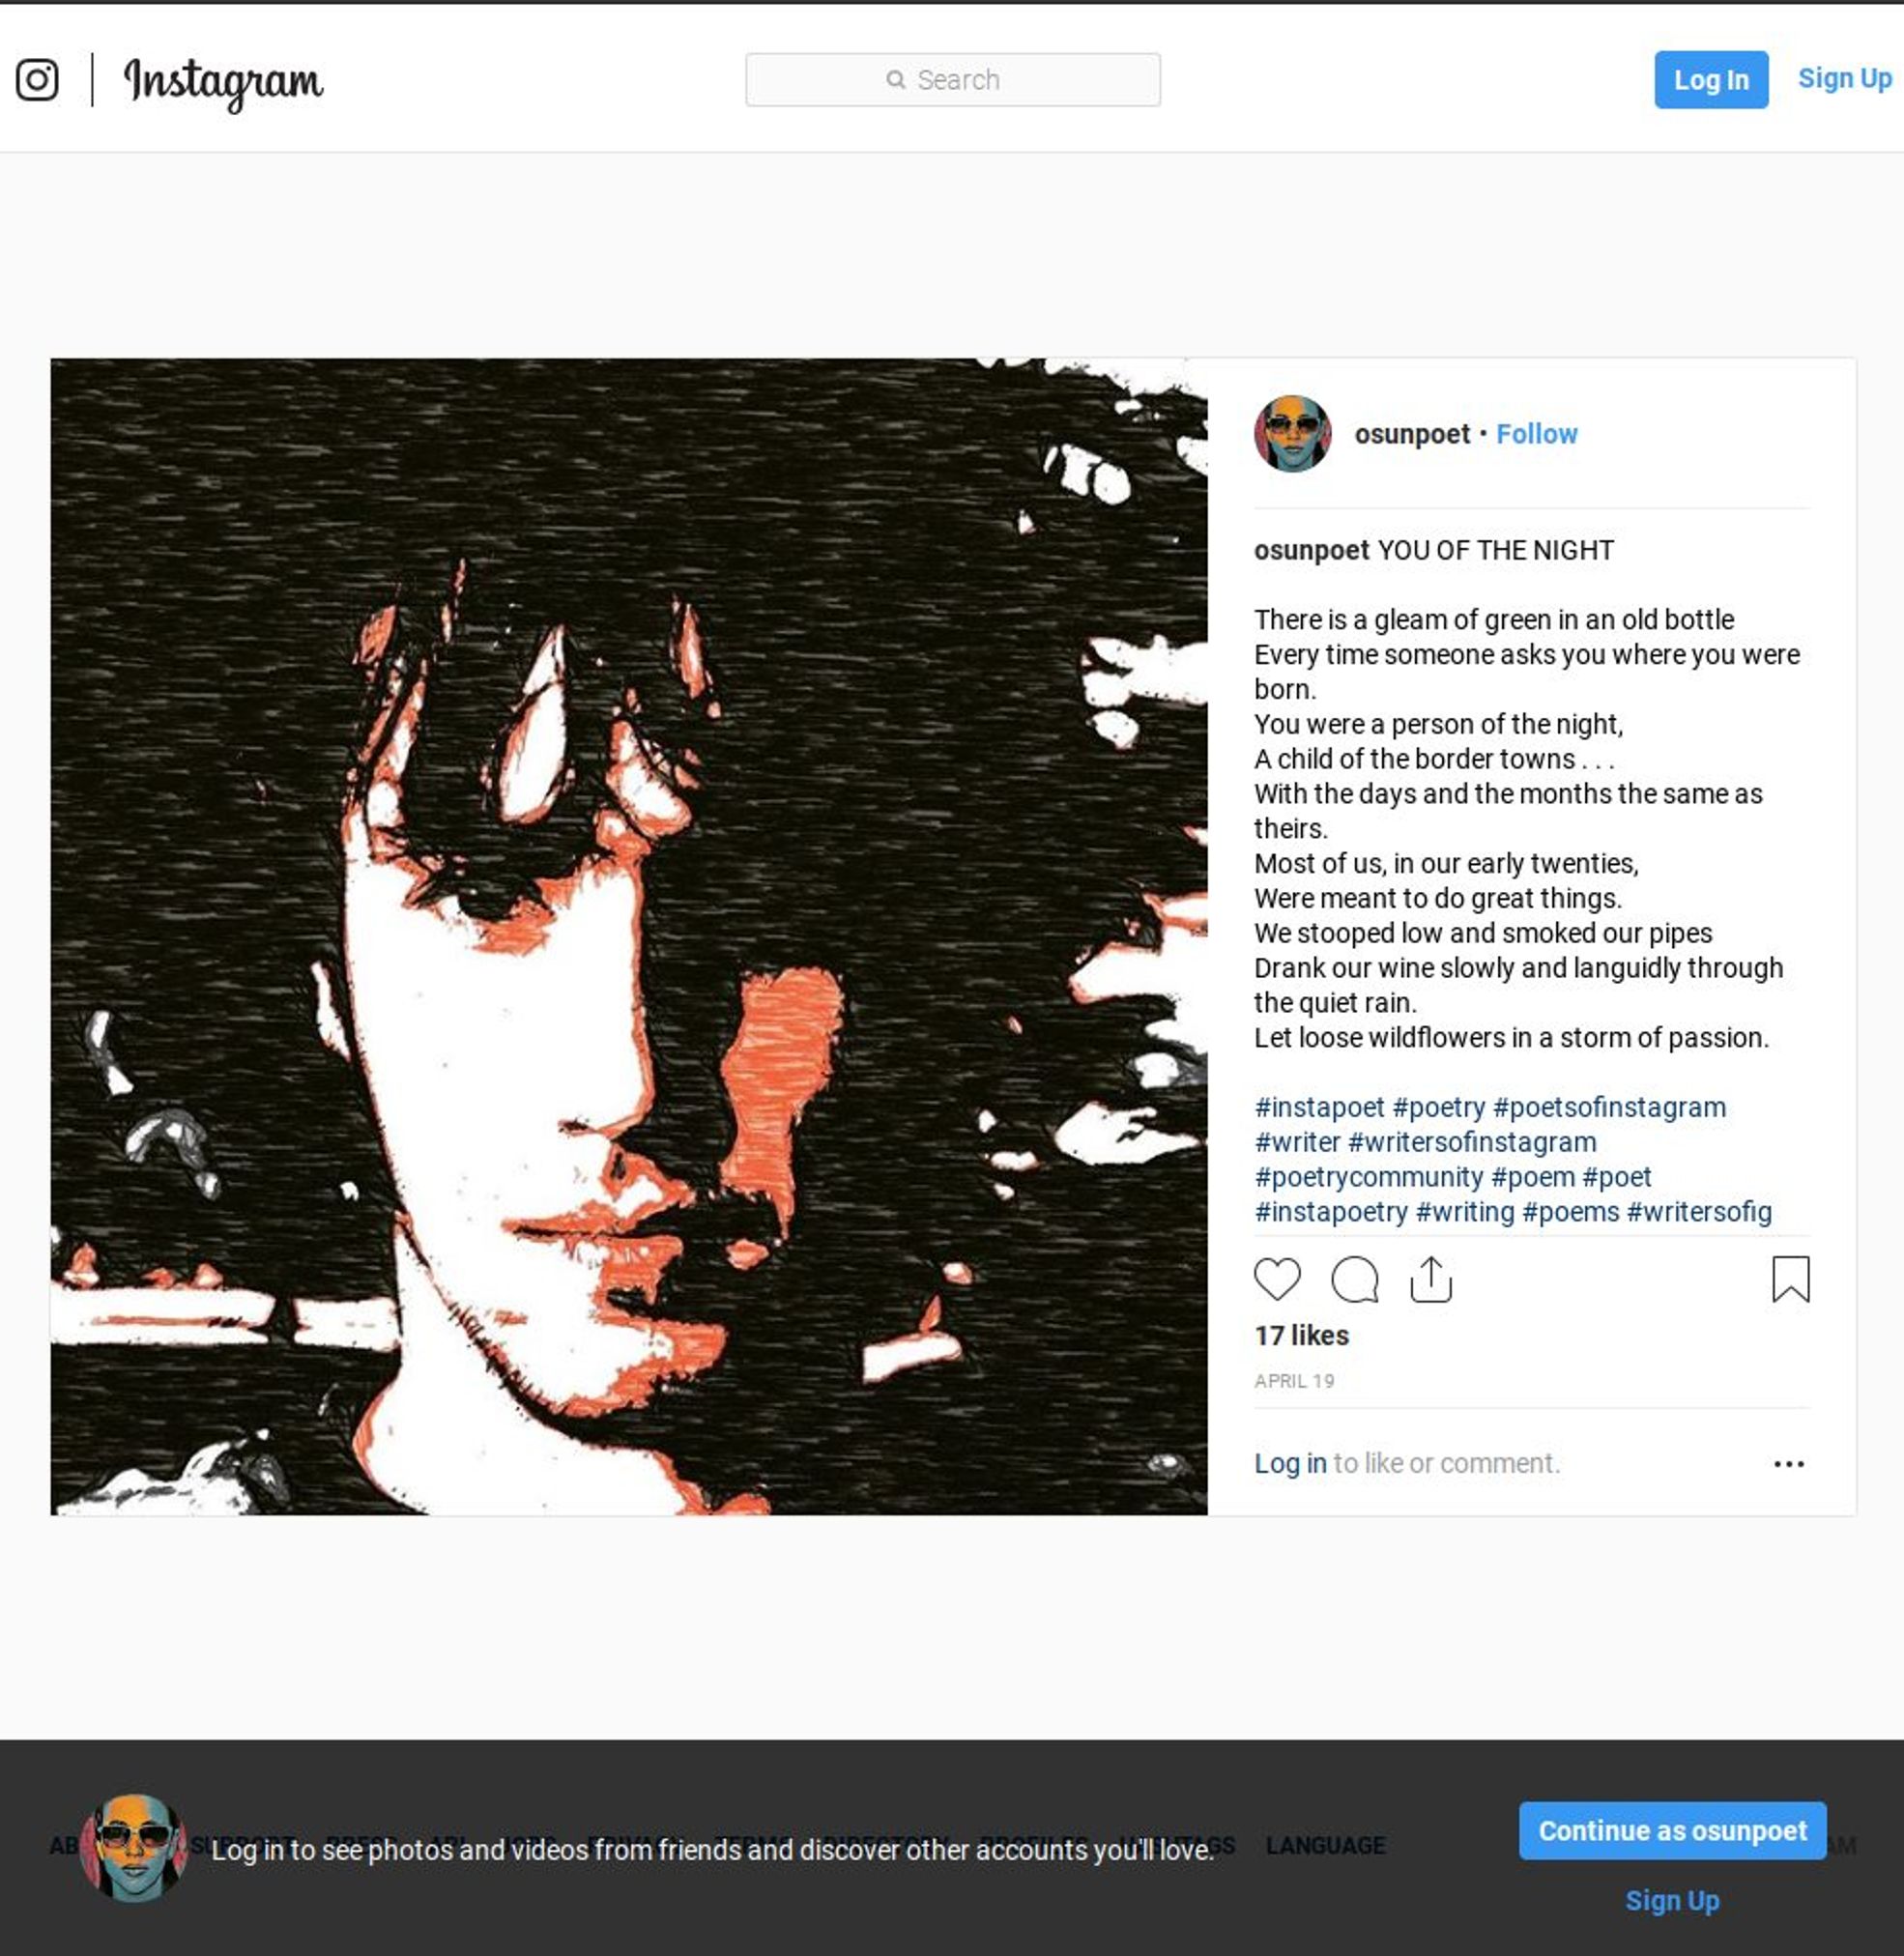 Instagram
Search
Log In
Sign Up
osunpoet • Follow
osunpoet YOU OF THE NIGHT
There is a gleam of green in an old bottle
Every time someone asks you where you were
born.
You were a person of the night,
A child of the border towns . . .
With the days and the months the same as
theirs.
Most of us, in our early twenties,
Were meant to do great things.
We stooped low and smoked our pipes
Drank our wine slowly and languidly through
the quiet rain.
Let loose wildflowers in a storm of passion.
#instapoet #poetry #poetsofinstagram
#writer #writersofinstagram
#poetrycommunity #poem #poet
#instapoetry #writing #poems #writersofig
17 likes
APRIL 19
Log in to like or comment.
Log in to see photos and videos from friends and discover other accounts you'll love.
LANGUAGE
Continue as osunpoet
Sign Up